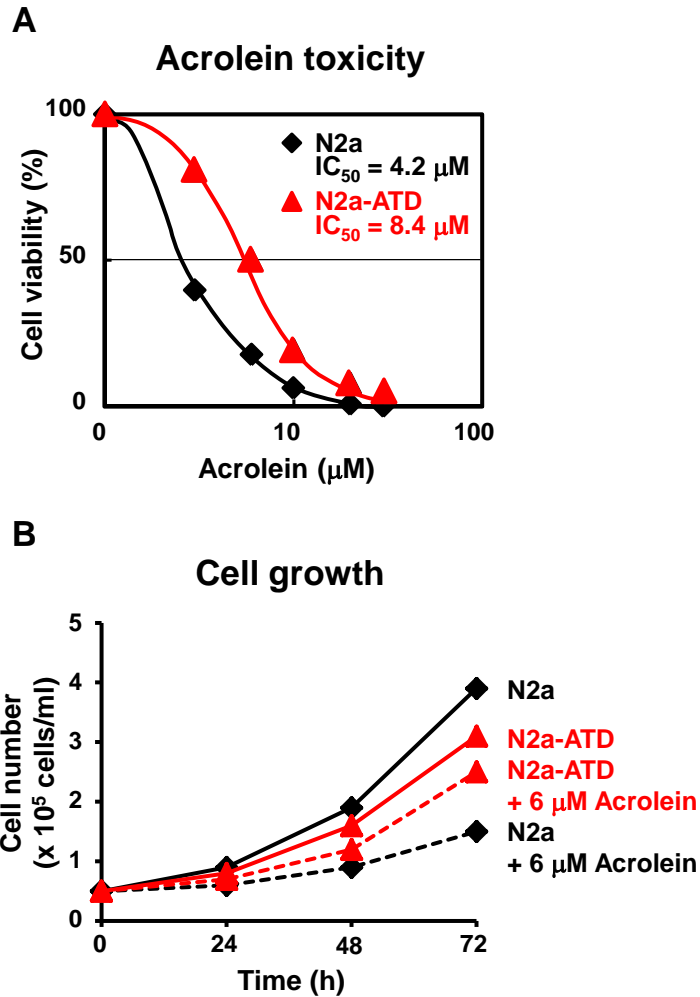 A
Acrolein toxicity
100
50
0
Cell viability (%)
N2a
IC50 = 4.2 μM
N2a-ATD
IC50 = 8.4 μM
0
10
100
Acrolein (μM)
B
Cell growth
5
4
3
2
1
0
Cell number
(x 10⁵ cells/ml)
N2a
N2a-ATD
N2a-ATD
+ 6 μM Acrolein
N2a
+ 6 μM Acrolein
0
24
48
72
Time (h)